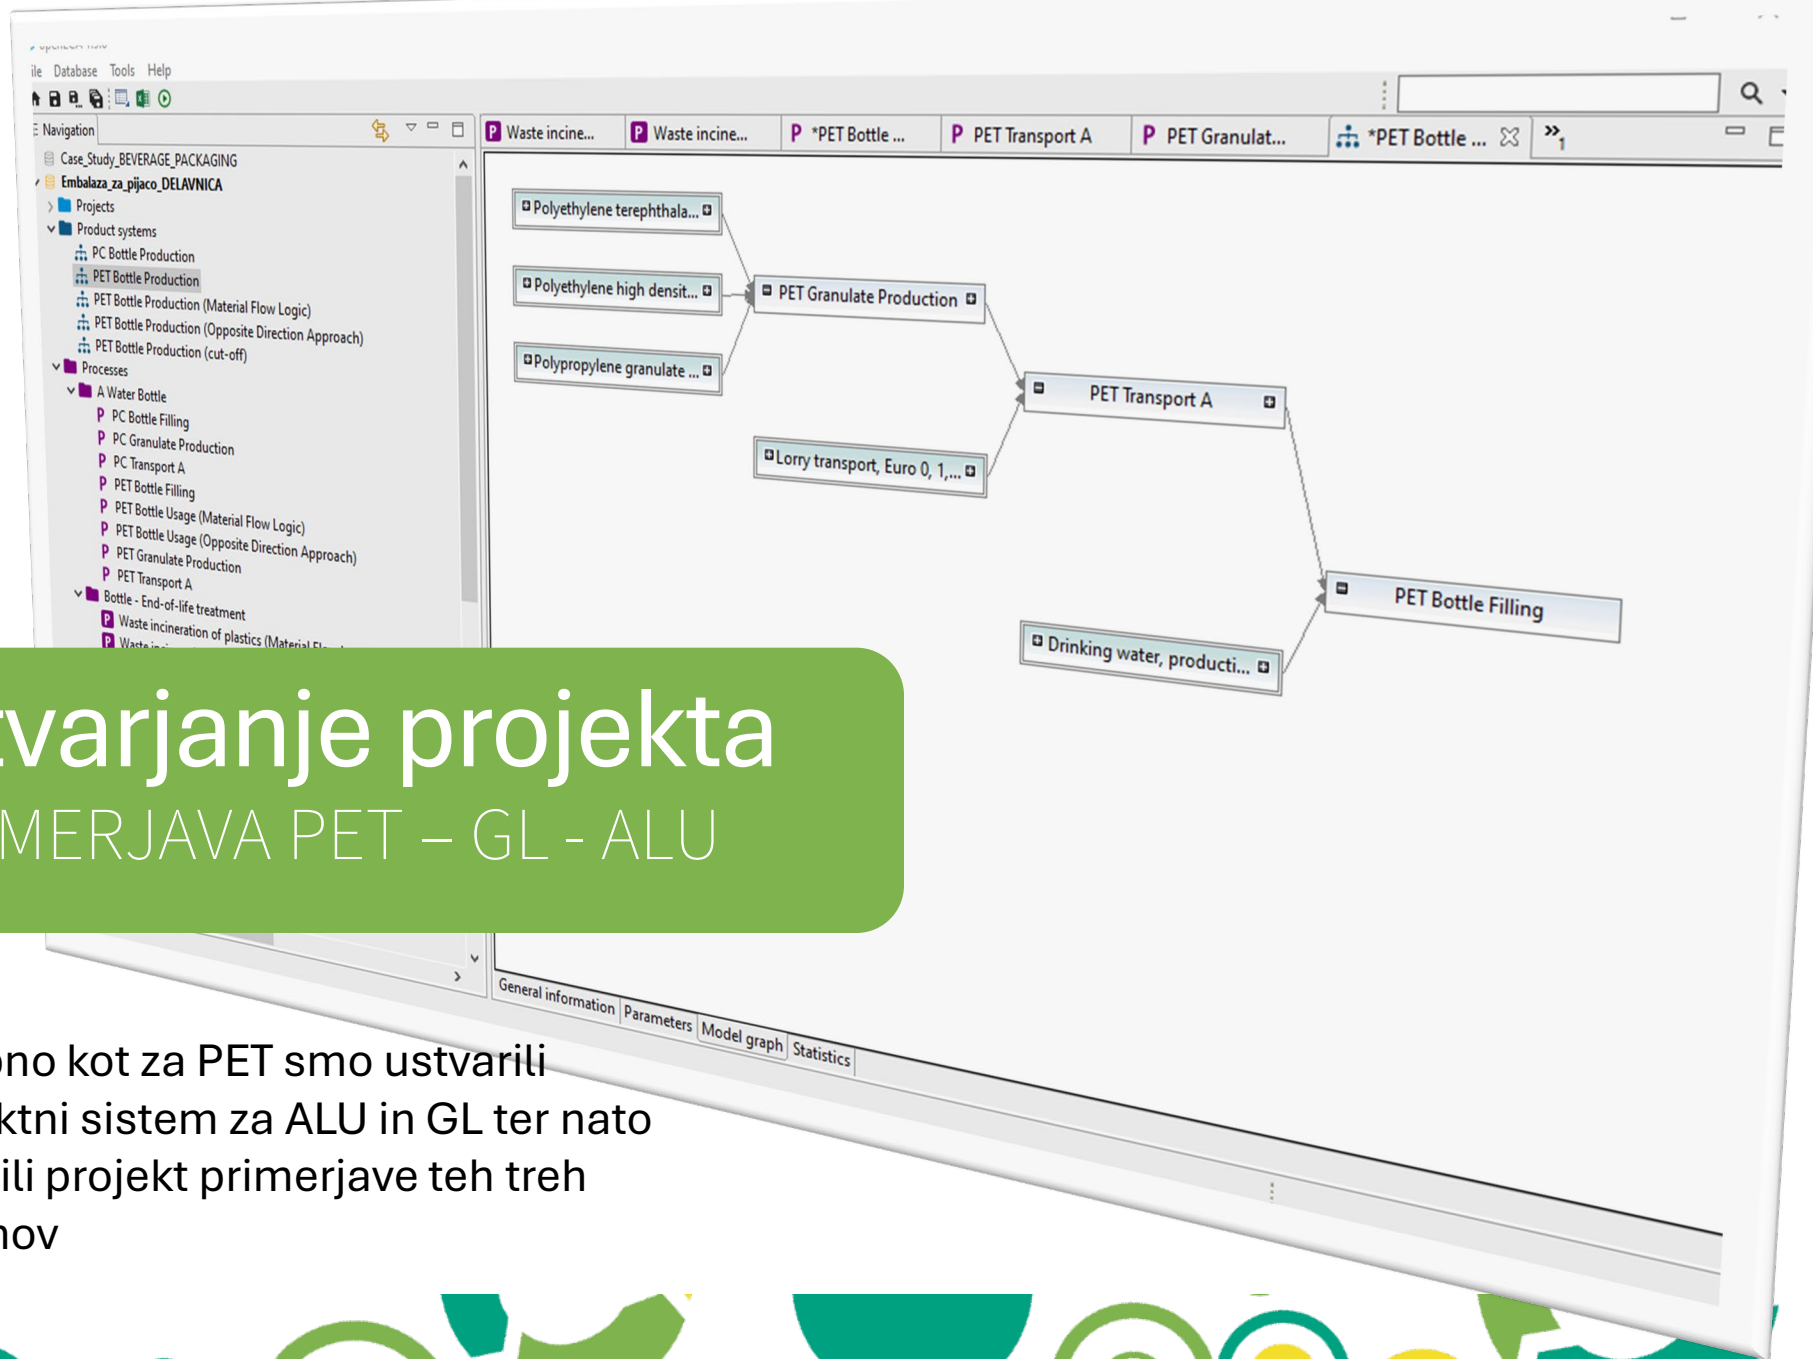 Database Tools Help
Navigation
Case_Study_BEVERAGE_PACKAGING
Embalaza_za_pijaco_DELAVNICA
Projects
Product systems
PC Bottle Production
PET Bottle Production
PET Bottle Production (Material Flow Logic)
PET Bottle Production (Opposite Direction Approach)
PET Bottle Production (cut-off)
Processes
A Water Bottle
P PC Bottle Filling
P PC Granulate Production
P PC Transport A
P PET Bottle Filling
P PET Bottle Usage (Material Flow Logic)
P PET Bottle Usage (Opposite Direction Approach)
P PET Granulate Production
P PET Transport A
Bottle - End-of-life treatment
P Waste incineration of plastics (Material
P Waste
P Waste incine...
P Waste incine...
P *PET Bottle ...
P PET Transport A
P PET Granulat...
*PET Bottle ...
»1
Polyethylene terephthala...
Polyethylene high densit...
Polypropylene granulate ...
PET Granulate Production
Lorry transport, Euro 0, 1,...
PET Transport A
Drinking water, producti...
PET Bottle Filling
tvarjanje projekta
MERJAVA PET – GL - ALU
General information
Parameters
Model graph
Statistics
no kot za PET smo ustvarili
ktni sistem za ALU in GL ter nato
ili projekt primerjave teh treh
mov